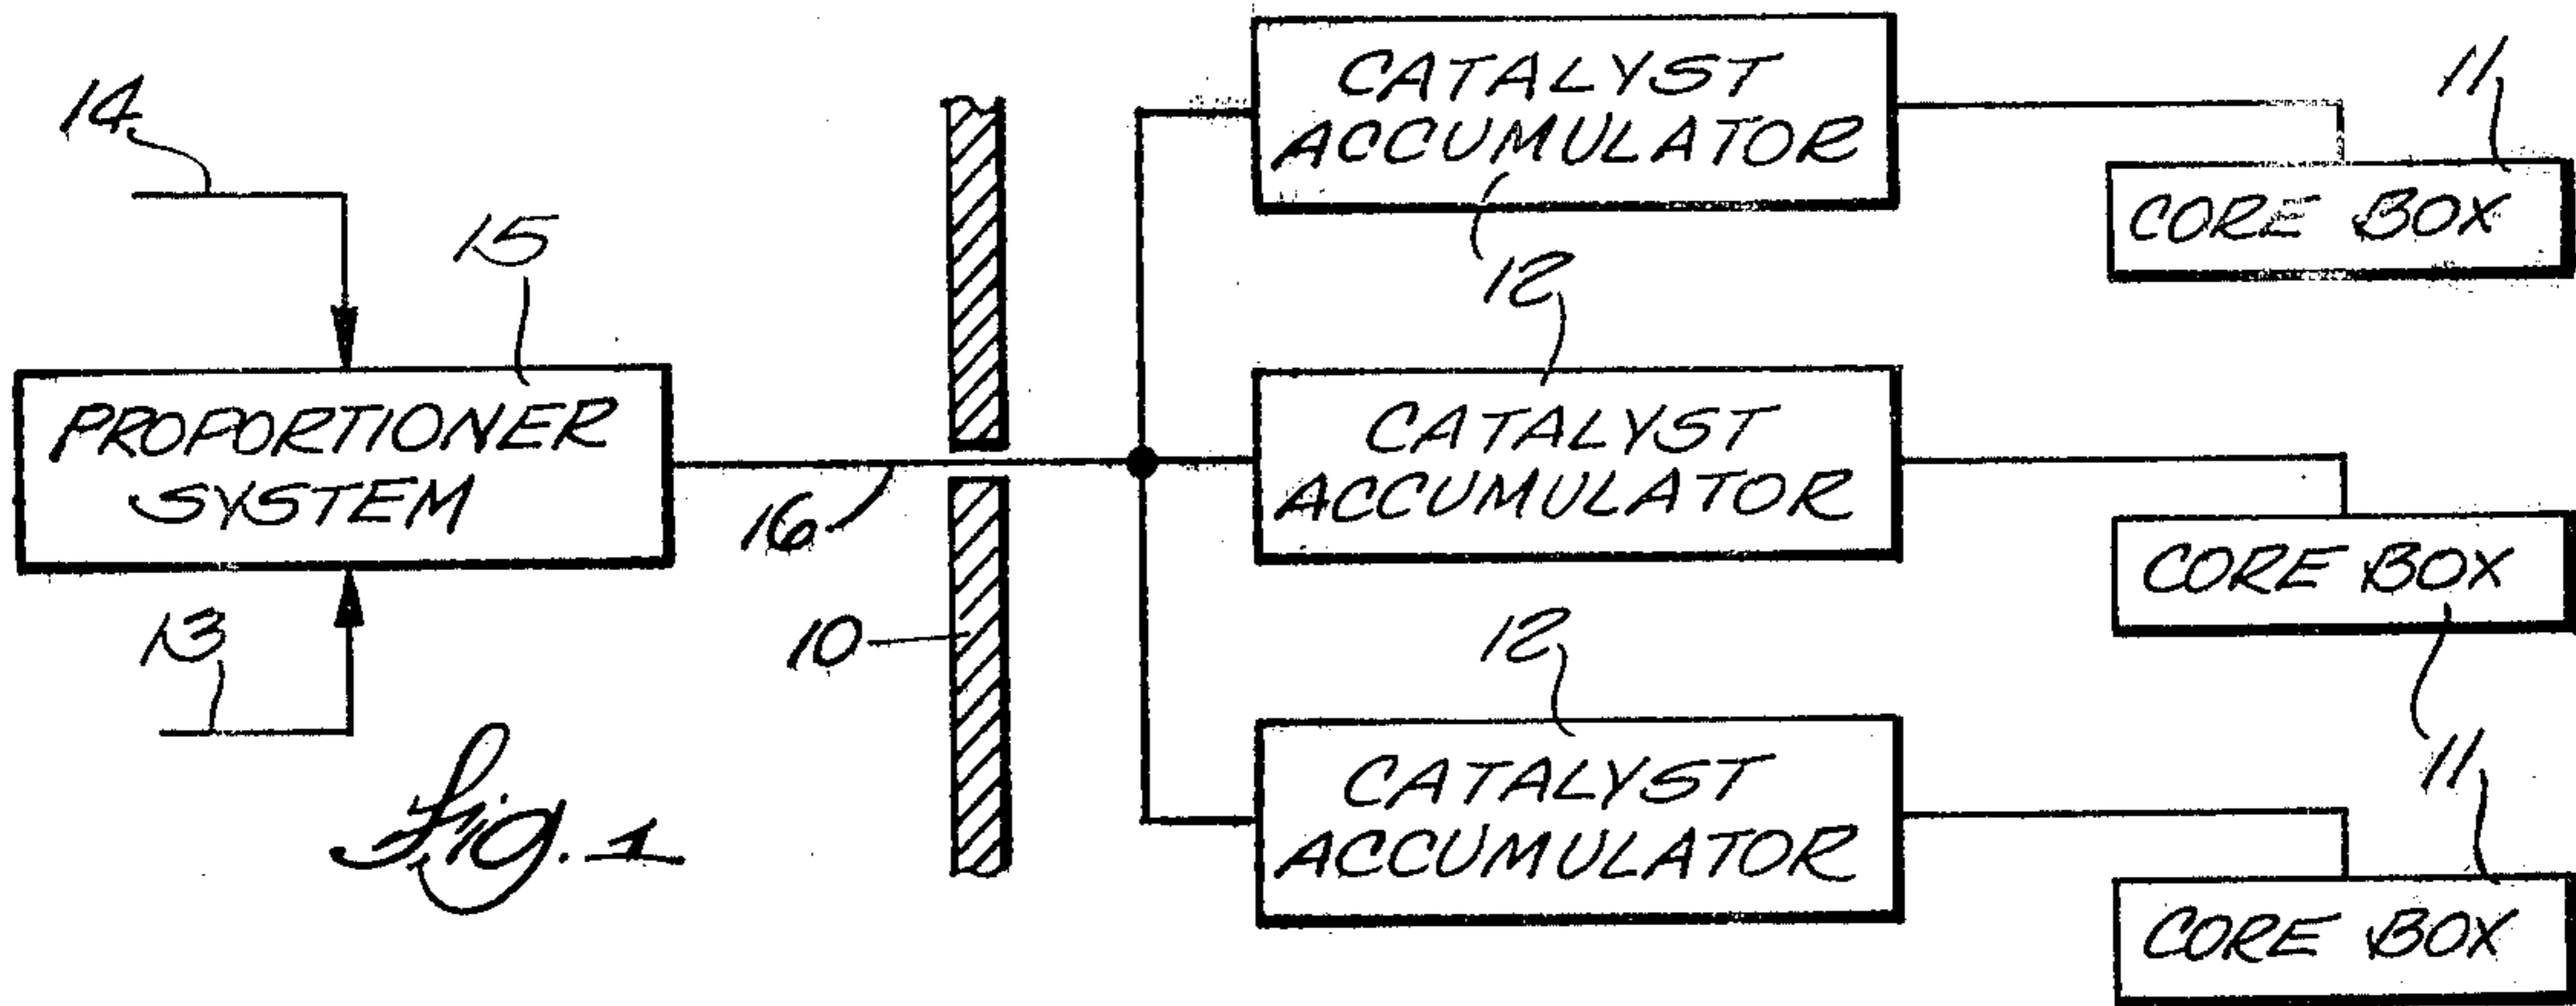 14
15
PROPORTIONER
SYSTEM
13
16
10
Fig. 1
CATALYST
ACCUMULATOR
12
CORE BOX
11
12
CATALYST
ACCUMULATOR
CORE BOX
11
12
CATALYST
ACCUMULATOR
11
CORE BOX